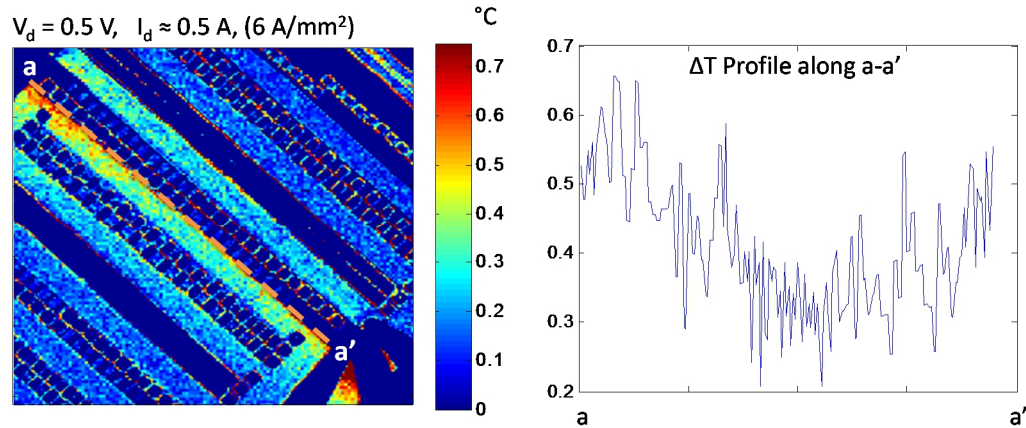 V_d = 0.5 V, I_d ≈ 0.5 A, (6 A/mm²)
°C
a
a'
0.7
0.6
0.5
0.4
0.3
0.2
0.1
0
ΔT Profile along a-a’
0.7
0.6
0.5
0.4
0.3
0.2
a
a’